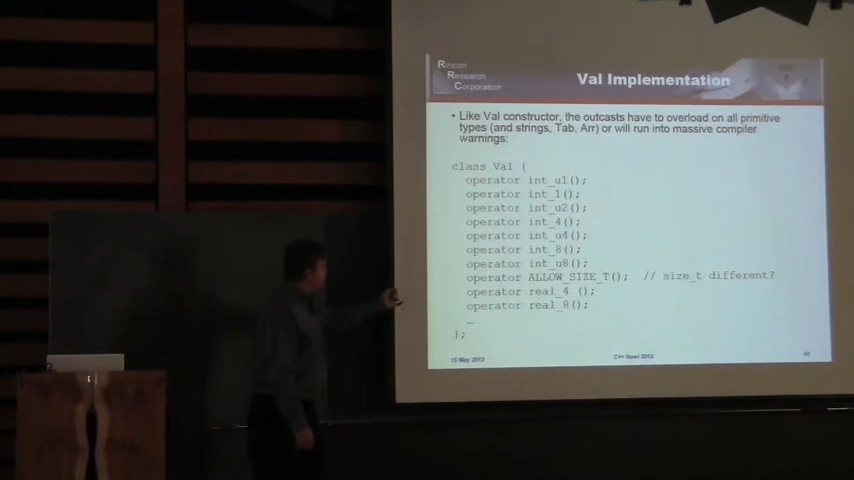 Rincon
Research
Corporation
Val Implementation
• Like Val constructor, the outcasts have to overload on all primitive
types (and strings, Tab, Arr) or will run into massive compiler
warnings:
class Val {
operator int_u1();
operator int_1();
operator int_u2();
operator int_4();
operator int_u4();
operator int_8();
operator int_u8();
operator ALLOW_SIZE_T(); // size_t different?
operator real_4 ();
operator real_8();
…
};
15 May 2013
C++ Now! 2013